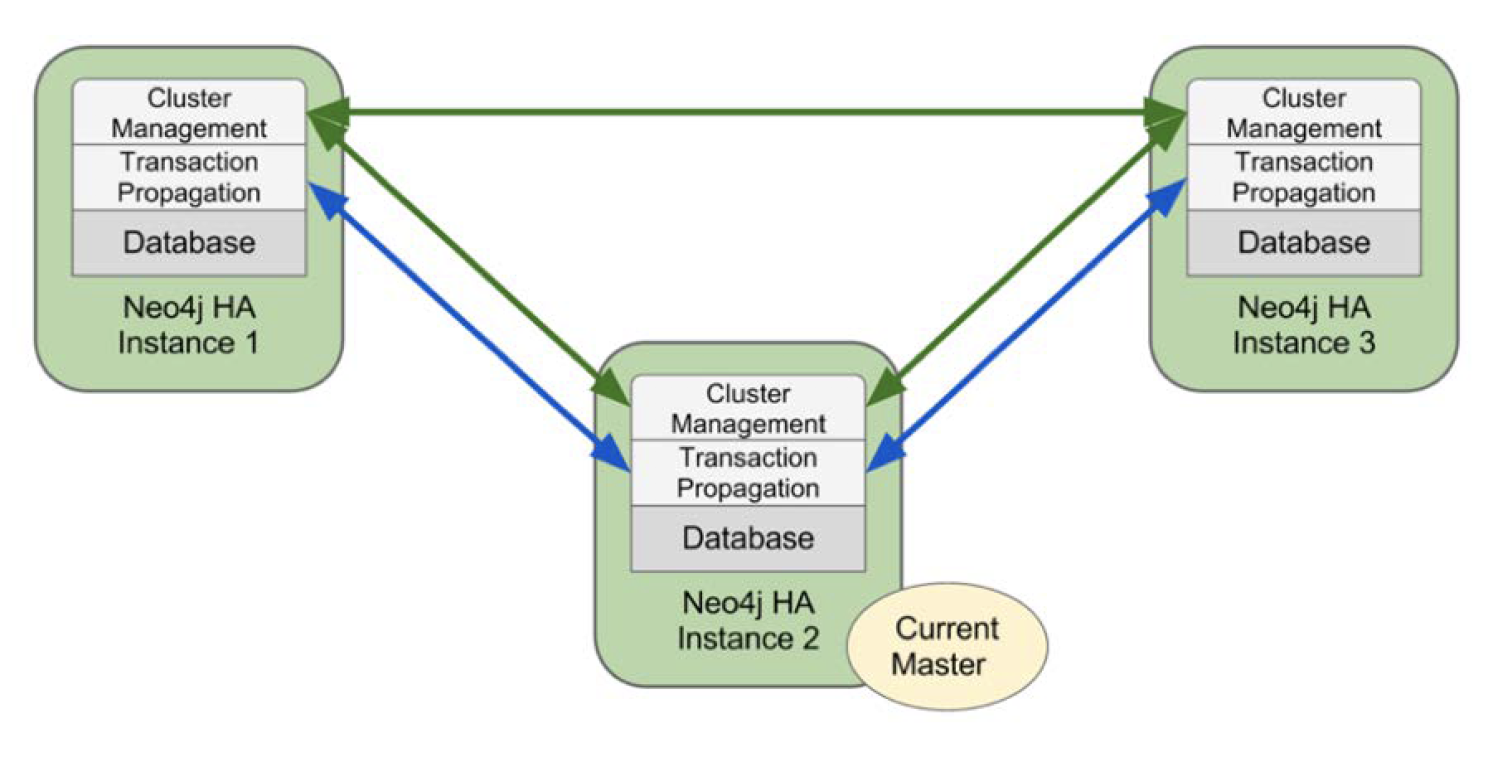 Cluster
Management
Transaction
Propagation
Database
Neo4j HA
Instance 1
Cluster
Management
Transaction
Propagation
Database
Neo4j HA
Instance 3
Cluster
Management
Transaction
Propagation
Database
Neo4j HA
Instance 2
Current
Master